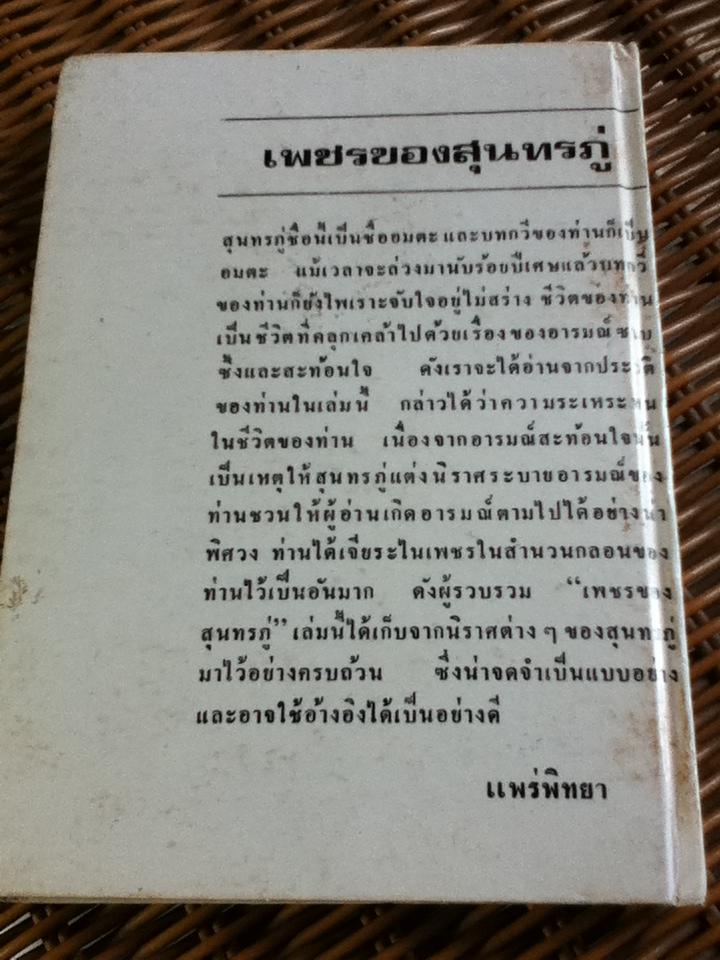 เพชรของสุนทรภู่
สุนทรภู่ชื่อนี้เป็นชื่ออมตะ และบทกวีของท่านก็เป็น
อมตะ แม้เวลาจะล่วงมานับร้อยปีเศษแล้วบทกวี
ของท่านก็ยังไพเราะจับใจอยู่ไม่สร่าง ชีวิตของท่าน
เป็นชีวิตที่คลุกเคล้าไปด้วยเรื่องของอารมณ์ซาบ
ซึ้งและสะท้อนใจ ดังเราจะได้อ่านจากประวัติ
ของท่านในเล่มนี้ กล่าวได้ว่าความระเหระหน
ในชีวิตของท่าน เนื่องจากอารมณ์สะท้อนใจนั้น
เป็นเหตุให้สุนทรภู่แต่งนิราศระบายอารมณ์ของ
ท่านชวนให้ผู้อ่านเกิดอารมณ์ตามไปได้อย่างน่า
พิศวง ท่านได้เจียระไนเพชรในสำนวนกลอนของ
ท่านไว้เป็นอันมาก ดังผู้รวบรวม “เพชรของ
สุนทรภู่” เล่มนี้ได้เก็บจากนิราศต่าง ๆ ของสุนทรภู่
มาไว้อย่างครบถ้วน ซึ่งน่าจดจำเป็นแบบอย่าง
และอาจใช้อ้างอิงได้เป็นอย่างดี
แพร่พิทยา